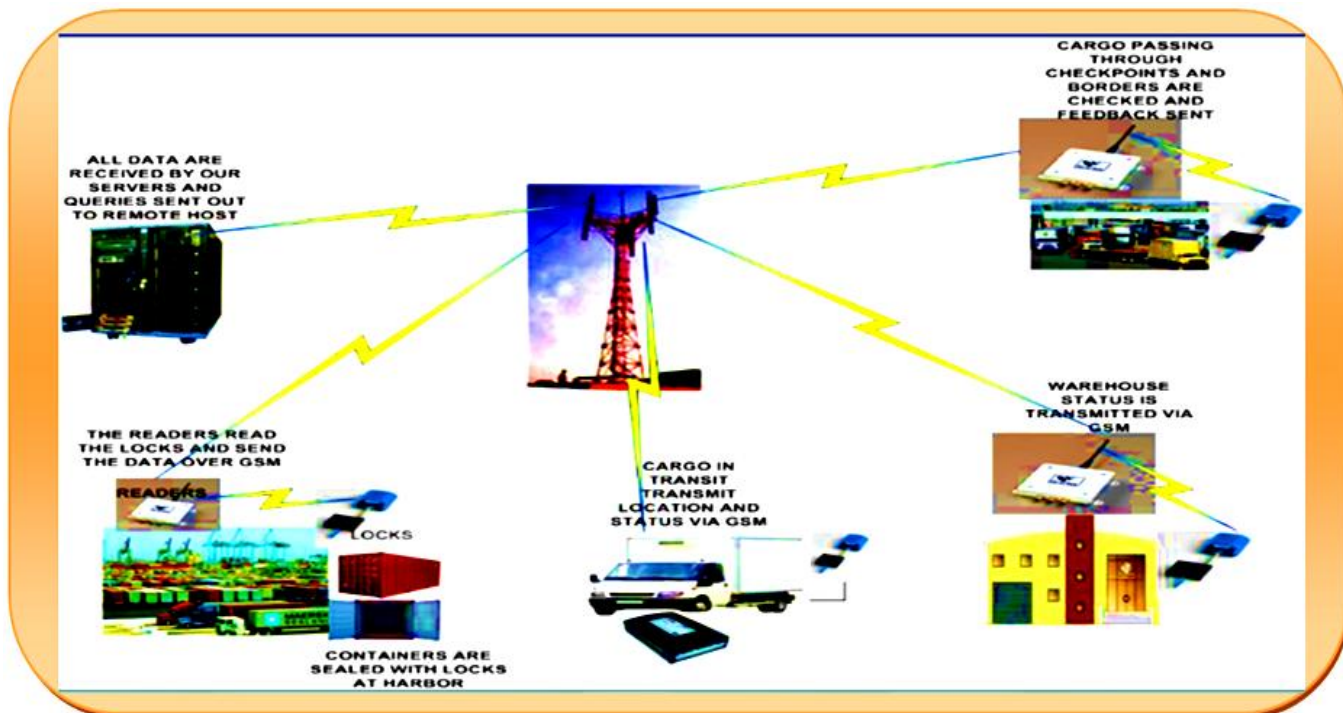 CARGO PASSING
THROUGH
CHECKPOINTS AND
BORDERS ARE
CHECKED AND
FEEDBACK SENT
ALL DATA ARE
RECEIVED BY OUR
SERVERS AND
QUERIES SENT OUT
TO REMOTE HOST
WAREHOUSE
STATUS IS
TRANSMITTED VIA
GSM
THE READERS READ
THE LOCKS AND SEND
THE DATA OVER GSM
READERS
LOCKS
CARGO IN
TRANSIT
TRANSMIT
LOCATION AND
STATUS VIA GSM
CONTAINERS ARE
SEALED WITH LOCKS
AT HARBOR